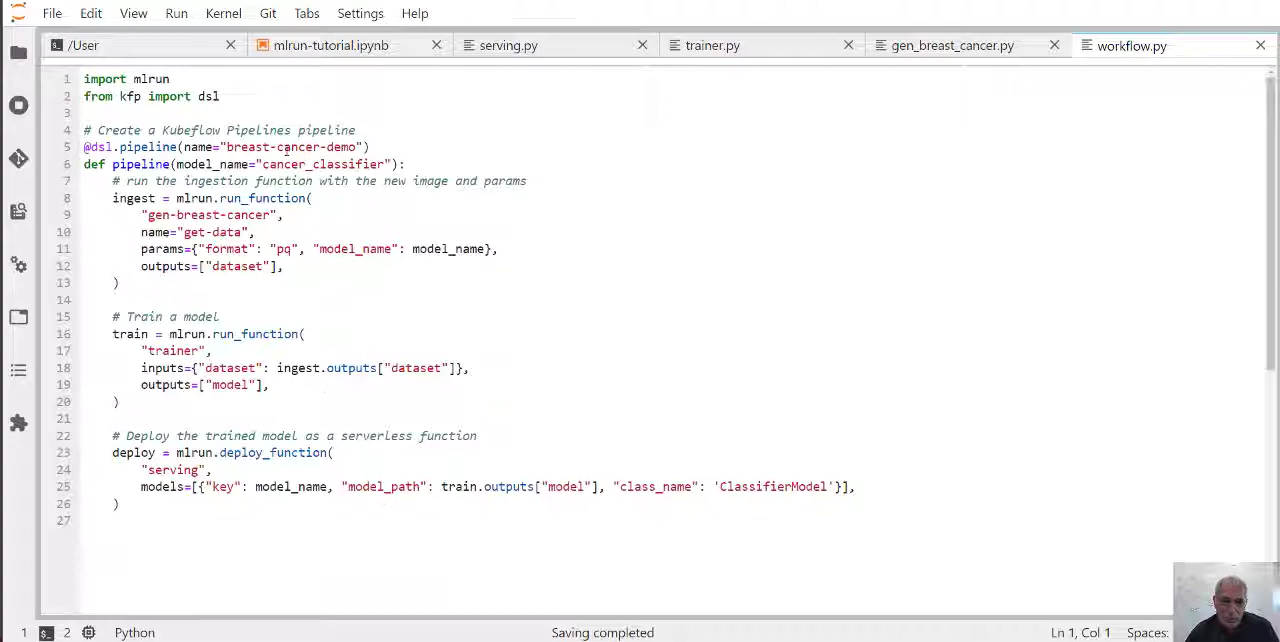 File Edit View Run Kernel Git Tabs Settings Help
/User mlrun-tutorial.ipynb serving.py trainer.py gen_breast_cancer.py workflow.py
1 import mlrun
2 from kfp import dsl
3
4 # Create a Kubeflow Pipelines pipeline
5 @dsl.pipeline(name="breast-cancer-demo")
6 def pipeline(model_name="cancer_classifier"):
7 # run the ingestion function with the new image and params
8 ingest = mlrun.run_function(
9 "gen-breast-cancer",
10 name="get-data",
11 params={"format": "pq", "model_name": model_name},
12 outputs=["dataset"],
13 )
14
15 # Train a model
16 train = mlrun.run_function(
17 "trainer",
18 inputs={"dataset": ingest.outputs["dataset"]},
19 outputs=["model"],
20 )
21
22 # Deploy the trained model as a serverless function
23 deploy = mlrun.deploy_function(
24 "serving",
25 models=[{"key": model_name, "model_path": train.outputs["model"], "class_name": 'ClassifierModel'}],
26 )
27
1 2 Python Saving completed Ln 1, Col 1 Spaces: